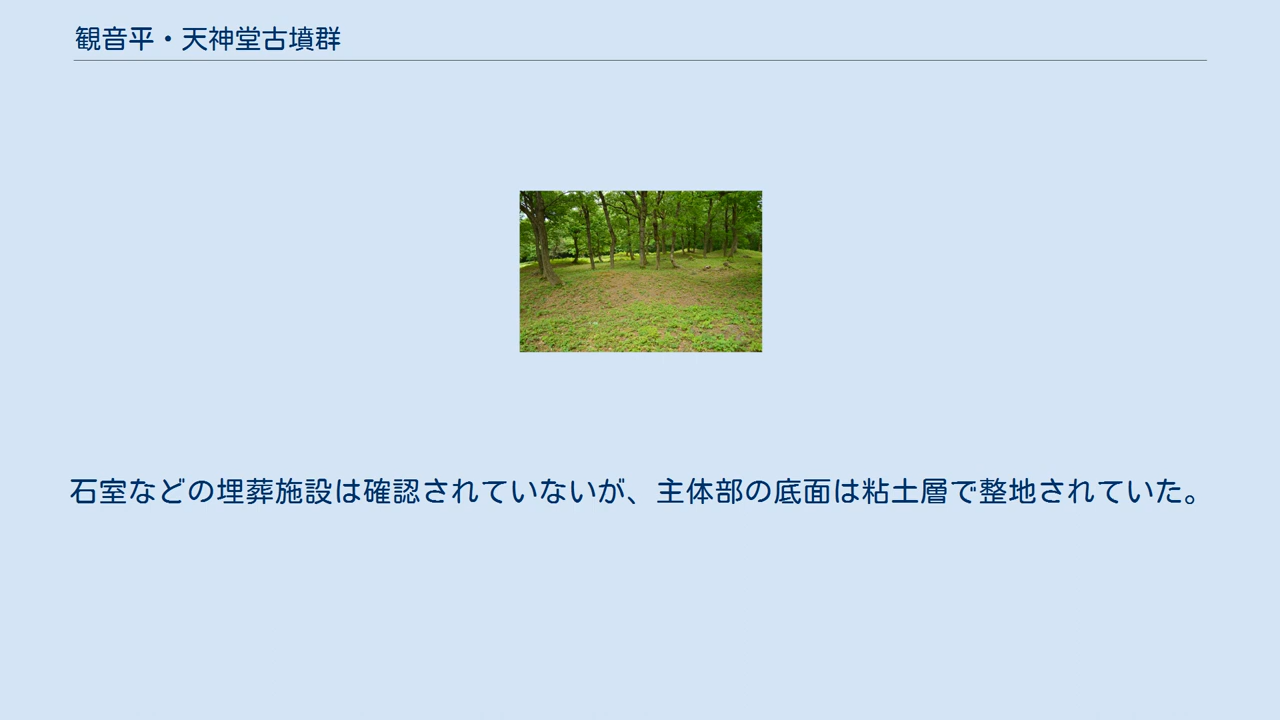 観音平・天神堂古墳群
石室などの埋葬施設は確認されていないが、主体部の底面は粘土層で整地されていた。